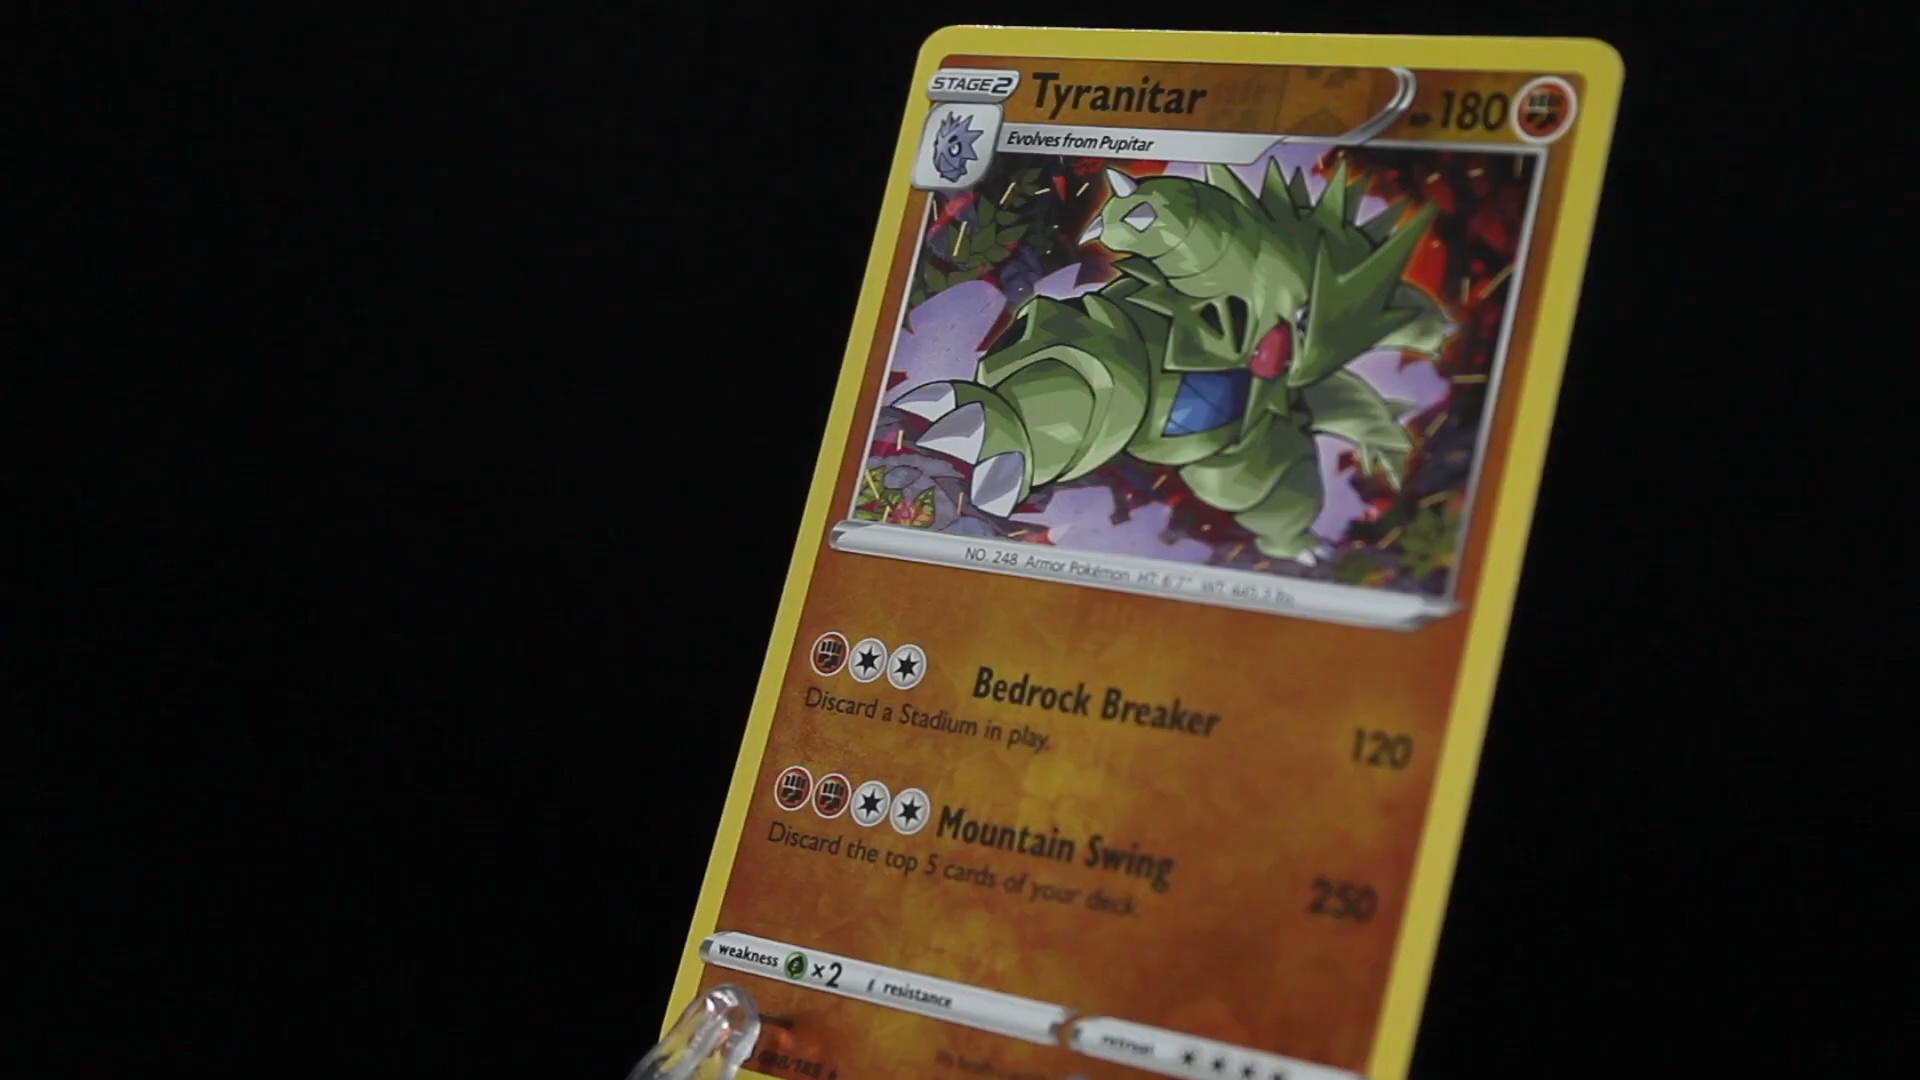 STAGE2 Tyranitar HP 180
Evolves from Pupitar
NO. 248 Armor Pokémon HT: 6'7" WT: 445.3 lbs.
Bedrock Breaker 120
Discard a Stadium in play.
Mountain Swing 250
Discard the top 5 cards of your deck.
weakness ×2 resistance
retreat